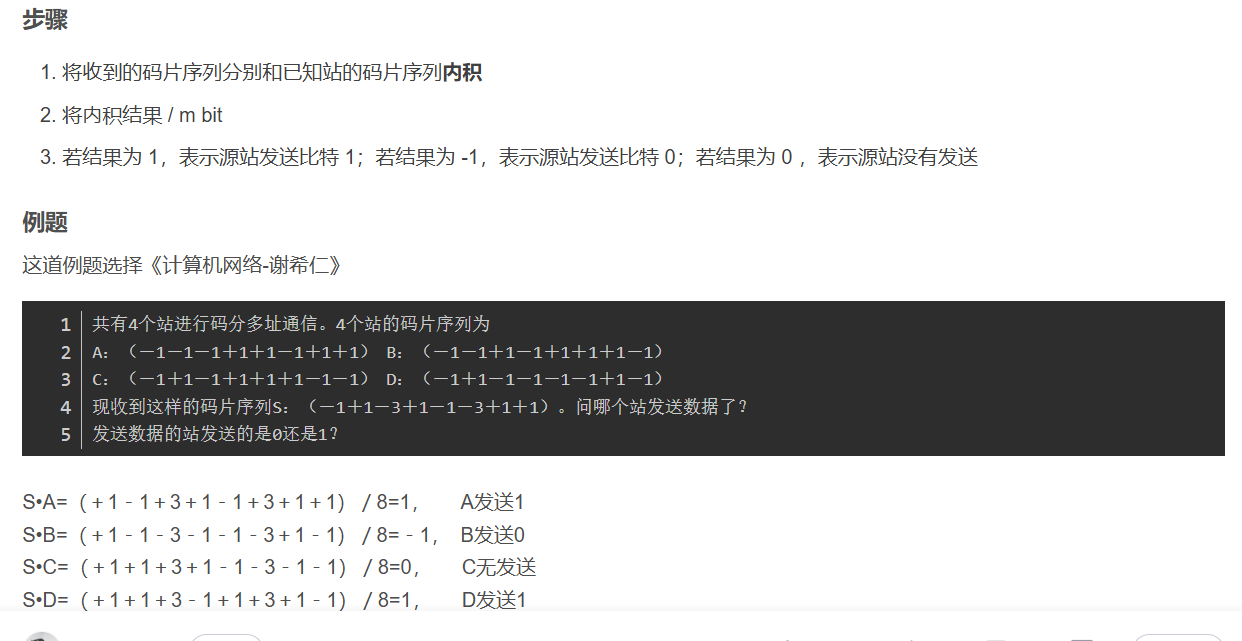 步骤
1. 将收到的码片序列分别和已知站的码片序列内积
2. 将内积结果 / m bit
3. 若结果为 1，表示源站发送比特 1；若结果为 -1，表示源站发送比特 0；若结果为 0 ，表示源站没有发送
例题
这道例题选择《计算机网络-谢希仁》
1 共有4个站进行码分多址通信。4个站的码片序列为
2 A：（－1－1－1＋1＋1－1＋1＋1） B：（－1－1＋1－1＋1＋1＋1－1）
3 C：（－1＋1－1＋1＋1＋1－1－1） D：（－1＋1－1－1－1－1＋1－1）
4 现收到这样的码片序列S：（－1＋1－3＋1－1－3＋1＋1）。问哪个站发送数据了？
5 发送数据的站发送的是0还是1？
S•A=（＋1－1＋3＋1－1＋3＋1＋1）／8=1， A发送1
S•B=（＋1－1－3－1－1－3＋1－1）／8=－1， B发送0
S•C=（＋1＋1＋3＋1－1－3－1－1）／8=0， C无发送
S•D=（＋1＋1＋3－1＋1＋3＋1－1）／8=1， D发送1